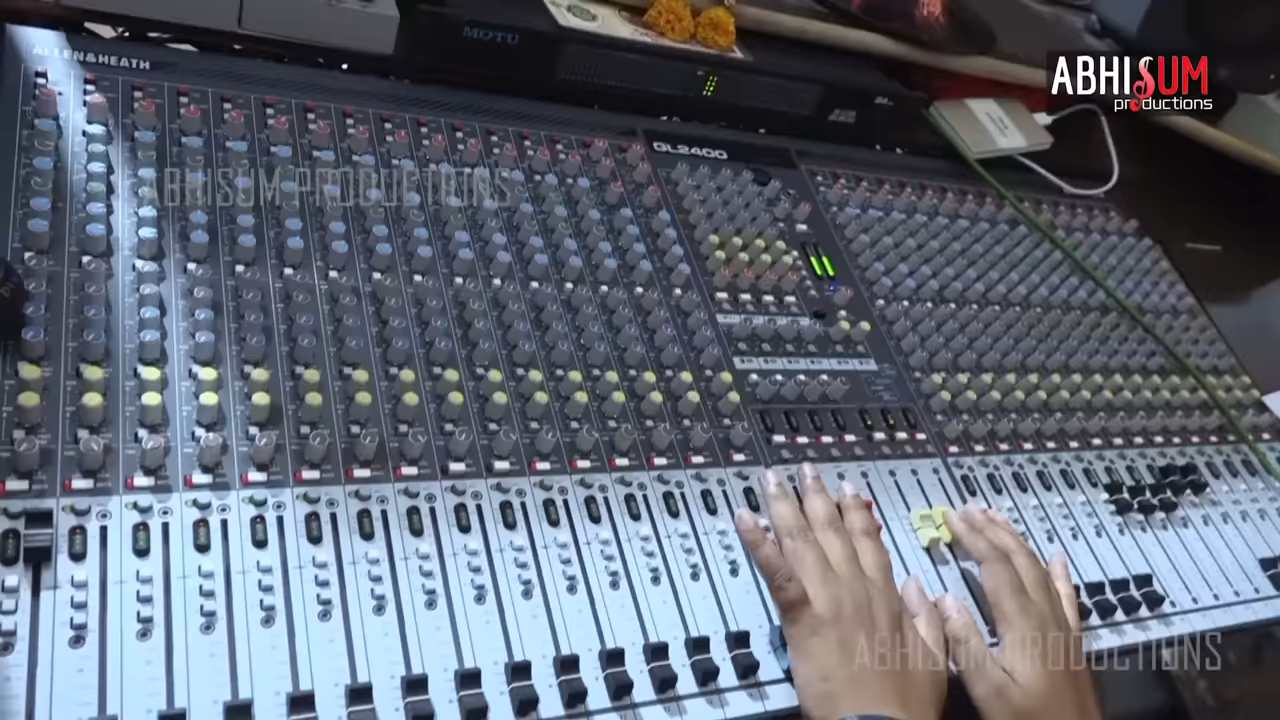 ALLEN&HEATH
MOTU
ABHISUM
productions
GL2400
ABHISUM PRODUCTIONS
ABHISUM PRODUCTIONS